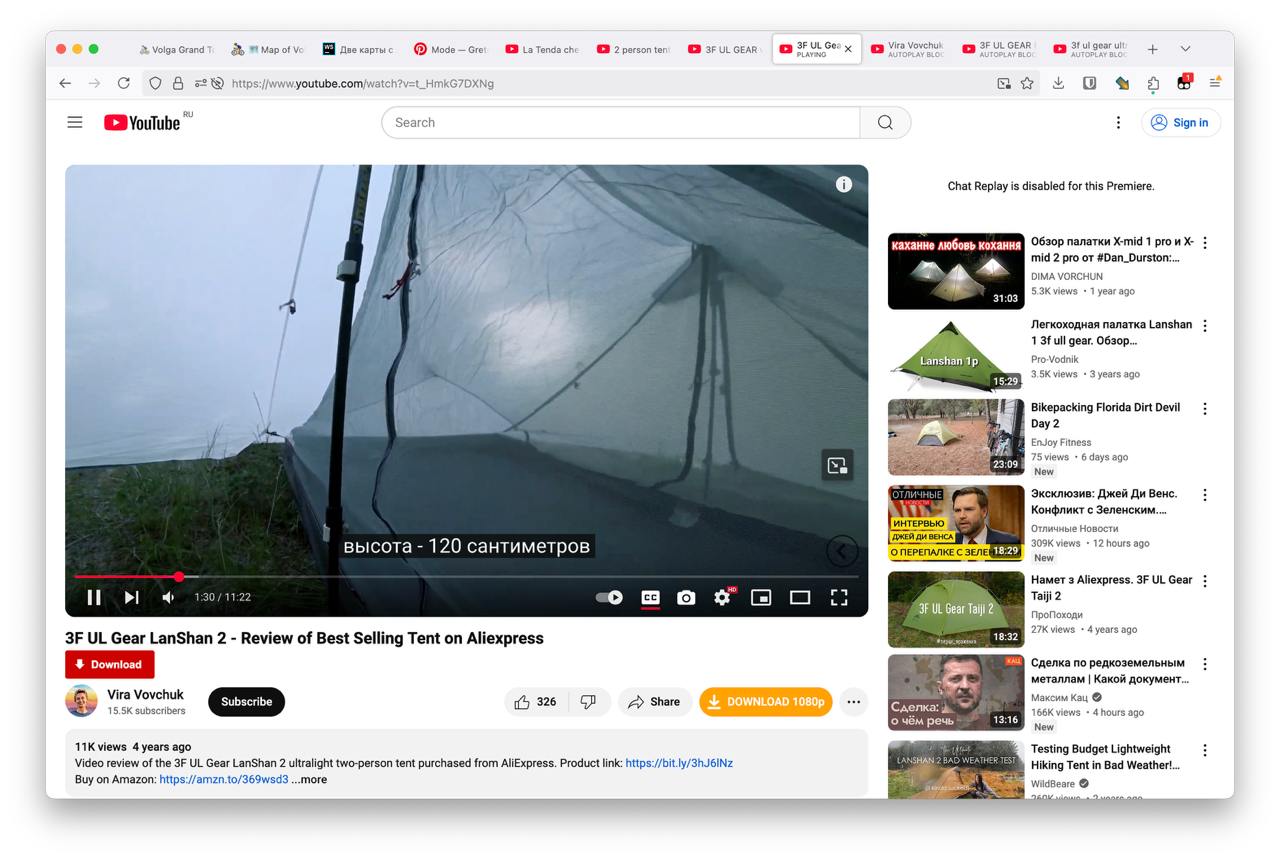 Volga Grand T
Map of Vo
WS
Две карты с
Mode — Gret
La Tenda che
2 person tent
3F UL GEAR
3F UL Gea
PLAYING
Vira Vovchuk
AUTOPLAY BLOC
3F UL GEAR
AUTOPLAY BLOC
3f ul gear ultr
AUTOPLAY BLOC
https://www.youtube.com/watch?v=t_HmkG7DXNg
1
YouTube RU
Search
Sign in
высота - 120 сантиметров
1:30 / 11:22
CC
HD
3F UL Gear LanShan 2 - Review of Best Selling Tent on Aliexpress
Download
Vira Vovchuk
15.5K subscribers
Subscribe
326
Share
DOWNLOAD 1080p
11K views 4 years ago
Video review of the 3F UL Gear LanShan 2 ultralight two-person tent purchased from AliExpress. Product link: https://bit.ly/3hJ6lNz
Buy on Amazon: https://amzn.to/369wsd3 ...more
Chat Replay is disabled for this Premiere.
кахання любовь кохання
31:03
Обзор палатки X-mid 1 pro и X-
mid 2 pro от #Dan_Durston:...
DIMA VORCHUN
5.3K views • 1 year ago
Lanshan 1p
15:29
Легкоходная палатка Lanshan
1 3f ull gear. Обзор...
Pro-Vodnik
3.5K views • 3 years ago
23:09
Bikepacking Florida Dirt Devil
Day 2
EnJoy Fitness
75 views • 6 days ago
New
ОТЛИЧНЫЕ
НОВОСТИ
ИНТЕРВЬЮ
ДЖЕЙ ДИ ВЕНСА
О ПЕРЕПАЛКЕ С ЗЕЛЕН
18:29
Эксклюзив: Джей Ди Венс.
Конфликт с Зеленским....
Отличные Новости
309K views • 12 hours ago
New
3F UL Gear Taiji 2
18:32
Намет з Aliexpress. 3F UL Gear
Taiji 2
ПроПоходи
27K views • 4 years ago
КАЦ
Сделка:
о чём речь
13:16
Сделка по редкоземельным
металлам | Какой документ...
Максим Кац
166K views • 4 hours ago
New
LANSHAN 2 BAD WEATHER TEST
Testing Budget Lightweight
Hiking Tent in Bad Weather!...
WildBeare